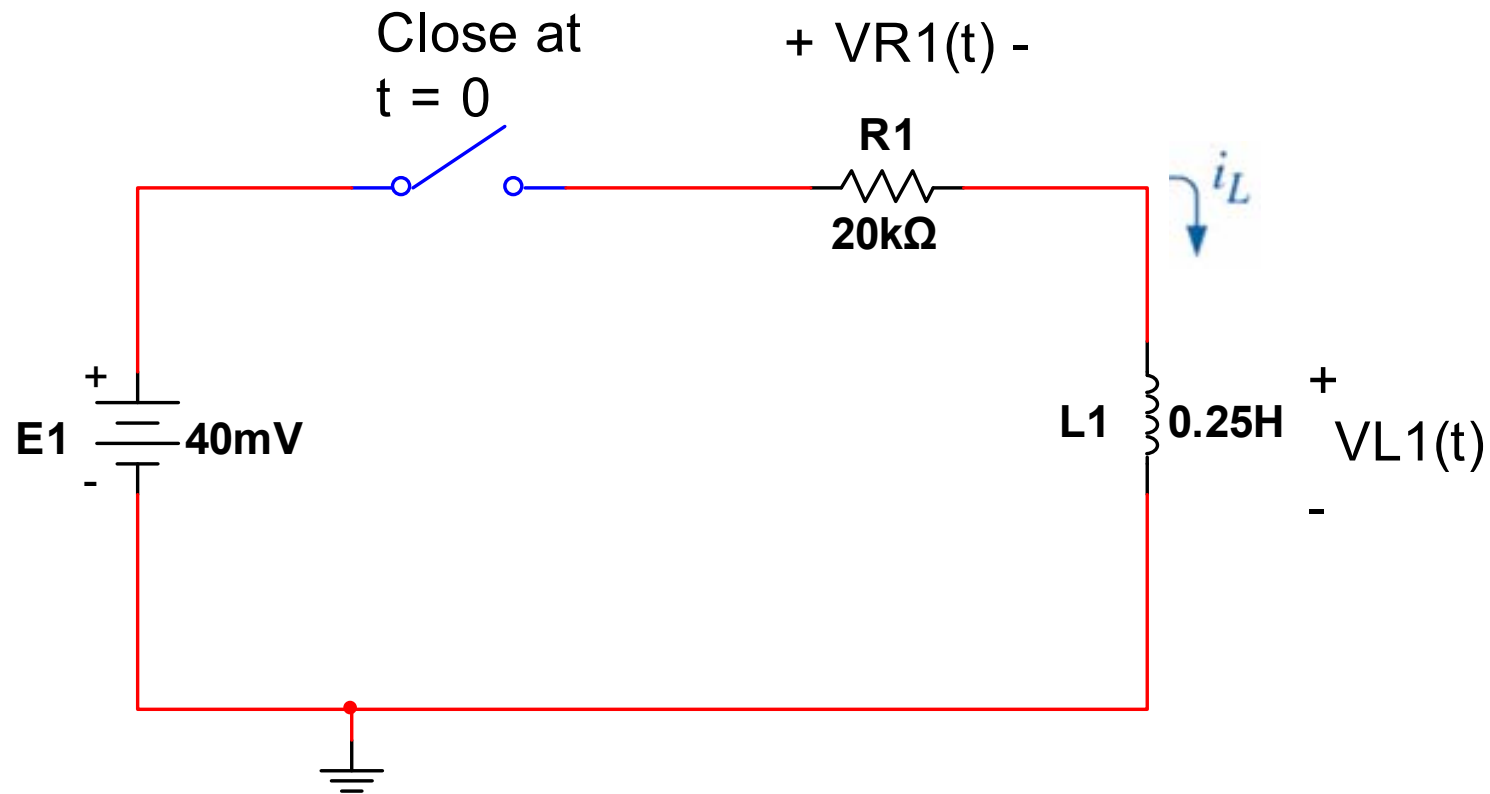 Close at
t = 0
+ VR1(t) -
R1
20kΩ
iL
+
E1
40mV
-
L1
0.25H
+
VL1(t)
-